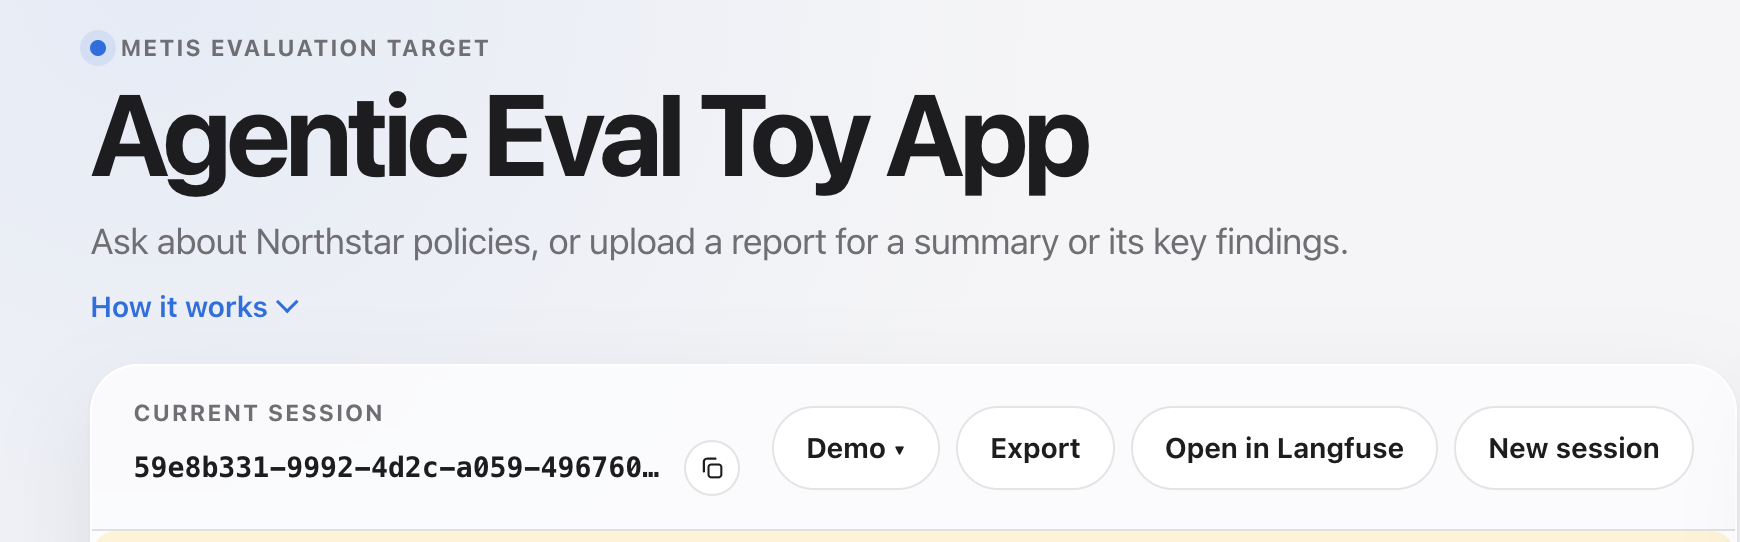 METIS EVALUATION TARGET
Agentic Eval Toy App
Ask about Northstar policies, or upload a report for a summary or its key findings.
How it works
CURRENT SESSION
59e8b331-9992-4d2c-a059-496760…
Demo ▾
Export
Open in Langfuse
New session